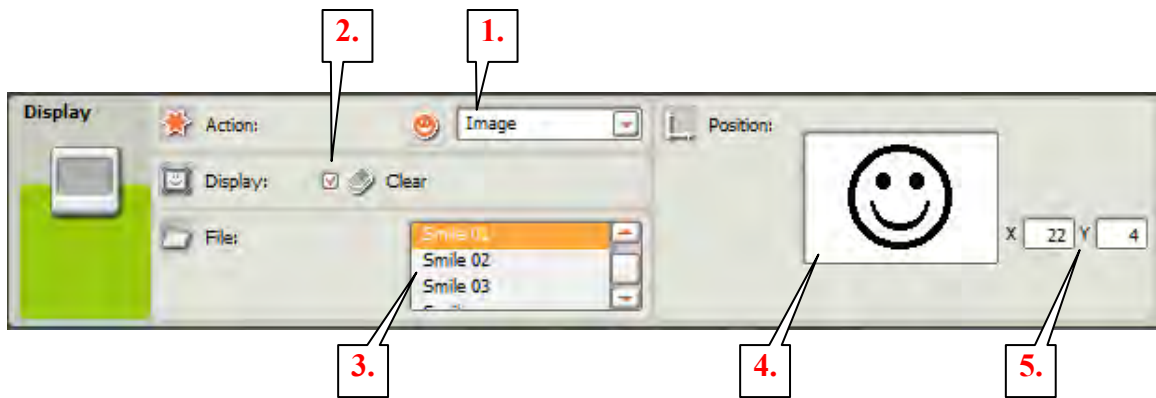 2. 1.
Display
Action: Image
Position:
Display: Clear
File:
Smile 01
Smile 02
Smile 03
X 22 Y 4
3. 4. 5.